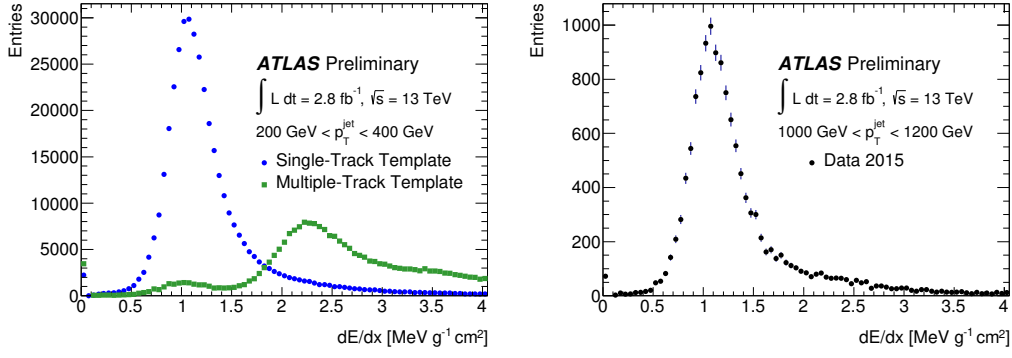 Entries
30000
25000
20000
15000
10000
5000
0
ATLAS Preliminary
∫ L dt = 2.8 fb⁻¹, √s = 13 TeV
200 GeV < p_T^jet < 400 GeV
Single-Track Template
Multiple-Track Template
0 0.5 1 1.5 2 2.5 3 3.5 4
dE/dx [MeV g⁻¹ cm²]
Entries
1000
800
600
400
200
0
ATLAS Preliminary
∫ L dt = 2.8 fb⁻¹, √s = 13 TeV
1000 GeV < p_T^jet < 1200 GeV
Data 2015
0 0.5 1 1.5 2 2.5 3 3.5 4
dE/dx [MeV g⁻¹ cm²]